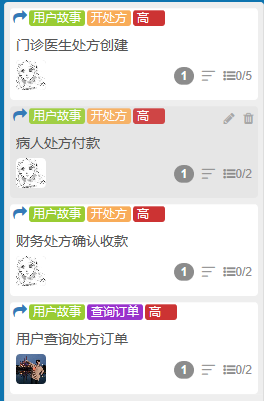 用户故事 开处方 高
门诊医生处方创建
1 0/5
用户故事 开处方 高
病人处方付款
1 0/2
用户故事 开处方 高
财务处方确认收款
1 0/2
用户故事 查询订单 高
用户查询处方订单
1 0/2